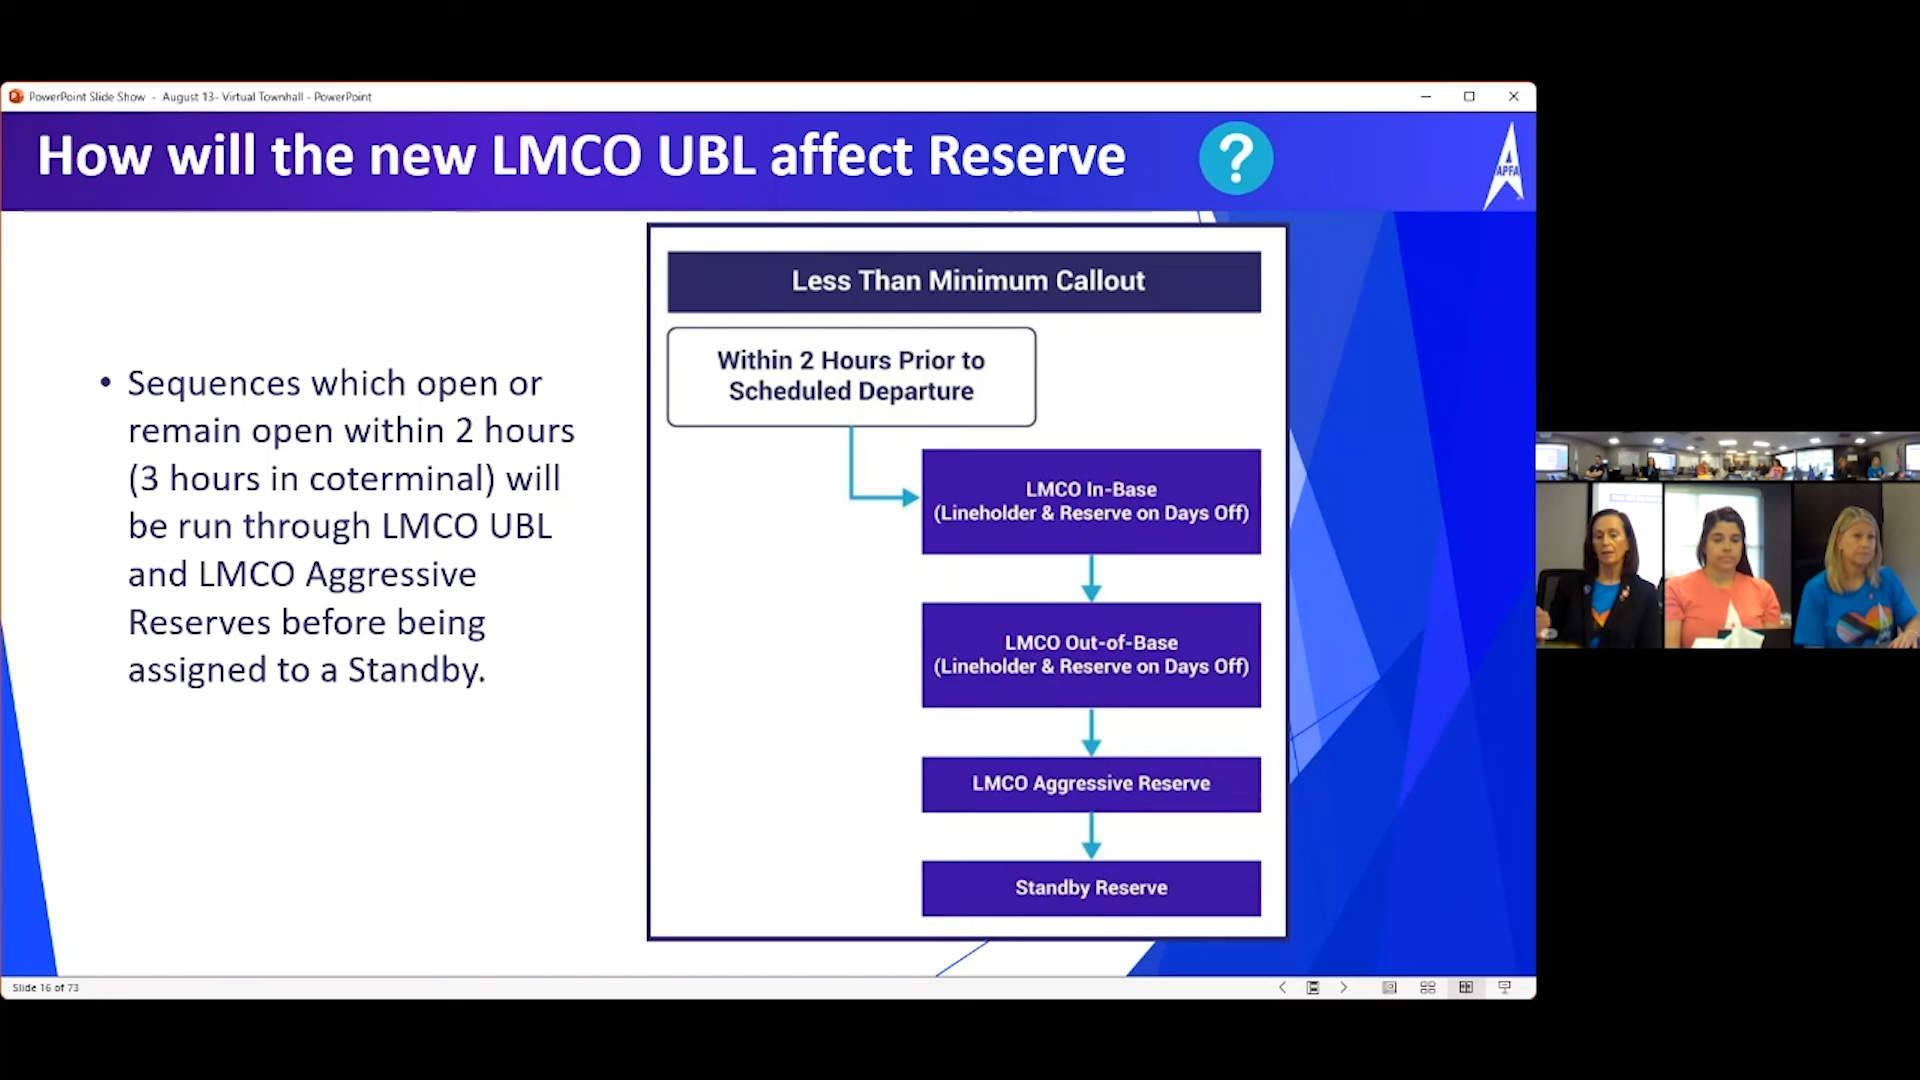 PowerPoint Slide Show - August 13- Virtual Townhall - PowerPoint
How will the new LMCO UBL affect Reserve
?
APFA
• Sequences which open or
remain open within 2 hours
(3 hours in coterminal) will
be run through LMCO UBL
and LMCO Aggressive
Reserves before being
assigned to a Standby.
Less Than Minimum Callout
Within 2 Hours Prior to
Scheduled Departure
LMCO In-Base
(Lineholder & Reserve on Days Off)
LMCO Out-of-Base
(Lineholder & Reserve on Days Off)
LMCO Aggressive Reserve
Standby Reserve
Slide 16 of 73